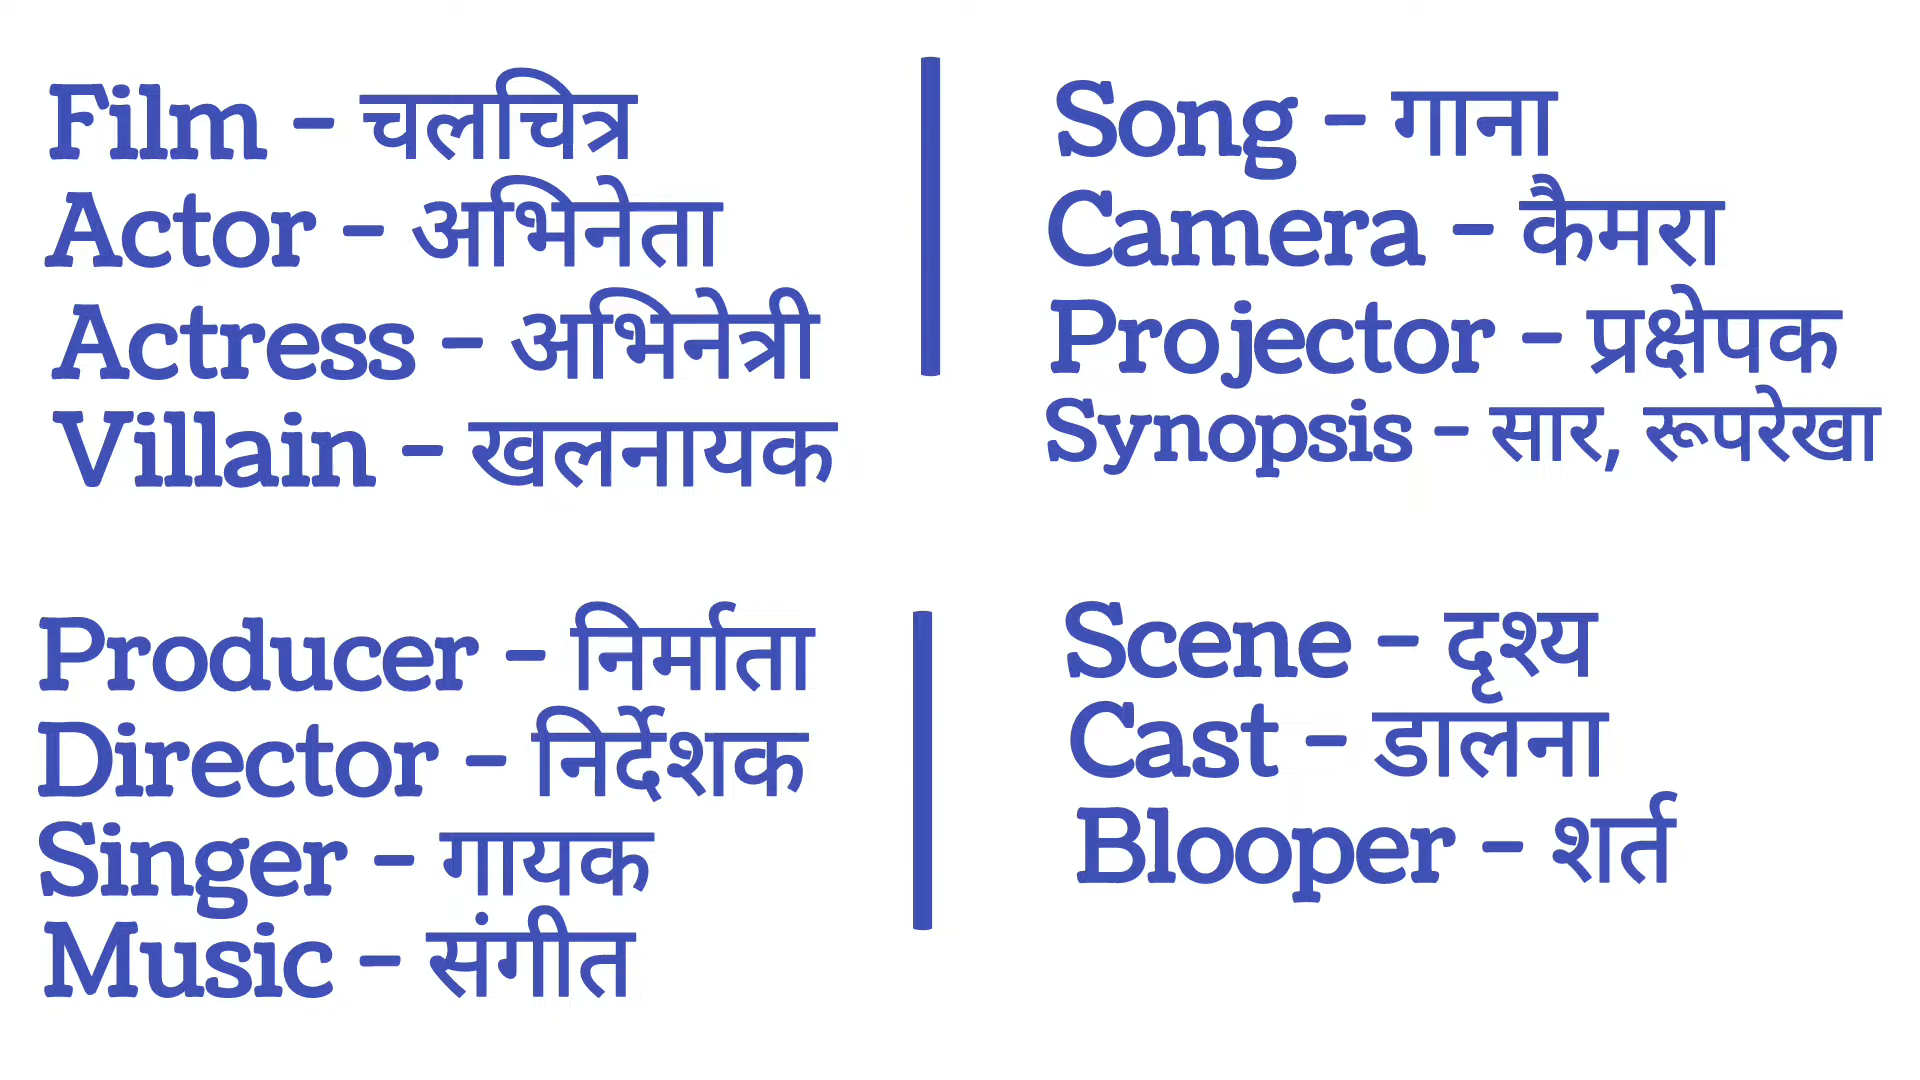 Film - चलचित्र
Actor - अभिनेता
Actress - अभिनेत्री
Villain - खलनायक
Song - गाना
Camera - कैमरा
Projector - प्रक्षेपक
Synopsis - सार, रूपरेखा
Producer - निर्माता
Director - निर्देशक
Singer - गायक
Music - संगीत
Scene - दृश्य
Cast - डालना
Blooper - शर्त